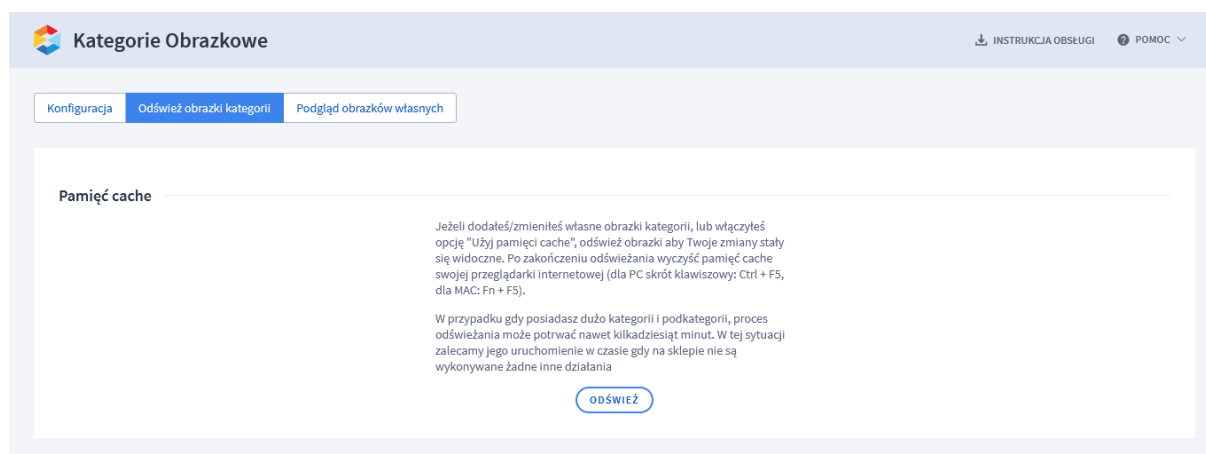 Kategorie Obrazkowe
INSTRUKCJA OBSŁUGI
POMOC
Konfiguracja
Odśwież obrazki kategorii
Podgląd obrazków własnych
Pamięć cache
Jeżeli dodałeś/zmieniłeś własne obrazki kategorii, lub włączyłeś
opcję "Użyj pamięci cache", odśwież obrazki aby Twoje zmiany stały
się widoczne. Po zakończeniu odświeżania wyczyść pamięć cache
swojej przeglądarki internetowej (dla PC skrót klawiszowy: Ctrl + F5,
dla MAC: Fn + F5).
W przypadku gdy posiadasz dużo kategorii i podkategorii, proces
odświeżania może potrwać nawet kilkadziesiąt minut. W tej sytuacji
zalecamy jego uruchomienie w czasie gdy na sklepie nie są
wykonywane żadne inne działania
ODŚWIEŻ